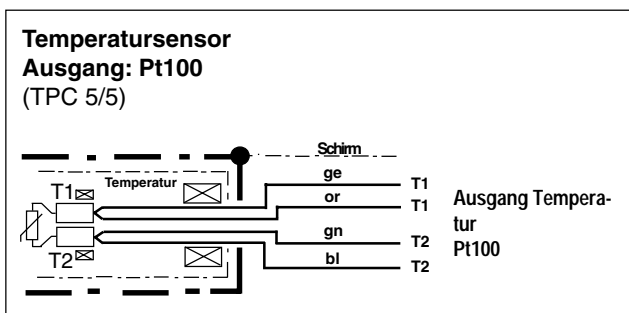 Temperatursensor
Ausgang: Pt100
(TPC 5/5)
Schirm
ge
T1
T1
Temperatur
or
T1
Ausgang Tempera-
tur
Pt100
gn
T2
T2
bl
T2